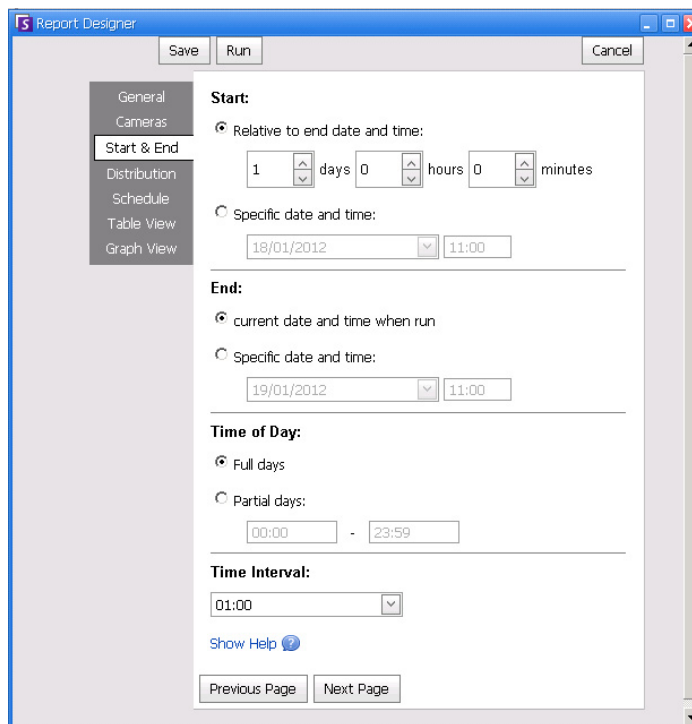 Report Designer
Save Run Cancel
General
Cameras
Start & End
Distribution
Schedule
Table View
Graph View
Start:
Relative to end date and time:
1 days 0 hours 0 minutes
Specific date and time:
18/01/2012 11:00
End:
current date and time when run
Specific date and time:
19/01/2012 11:00
Time of Day:
Full days
Partial days:
00:00 - 23:59
Time Interval:
01:00
Show Help ?
Previous Page Next Page